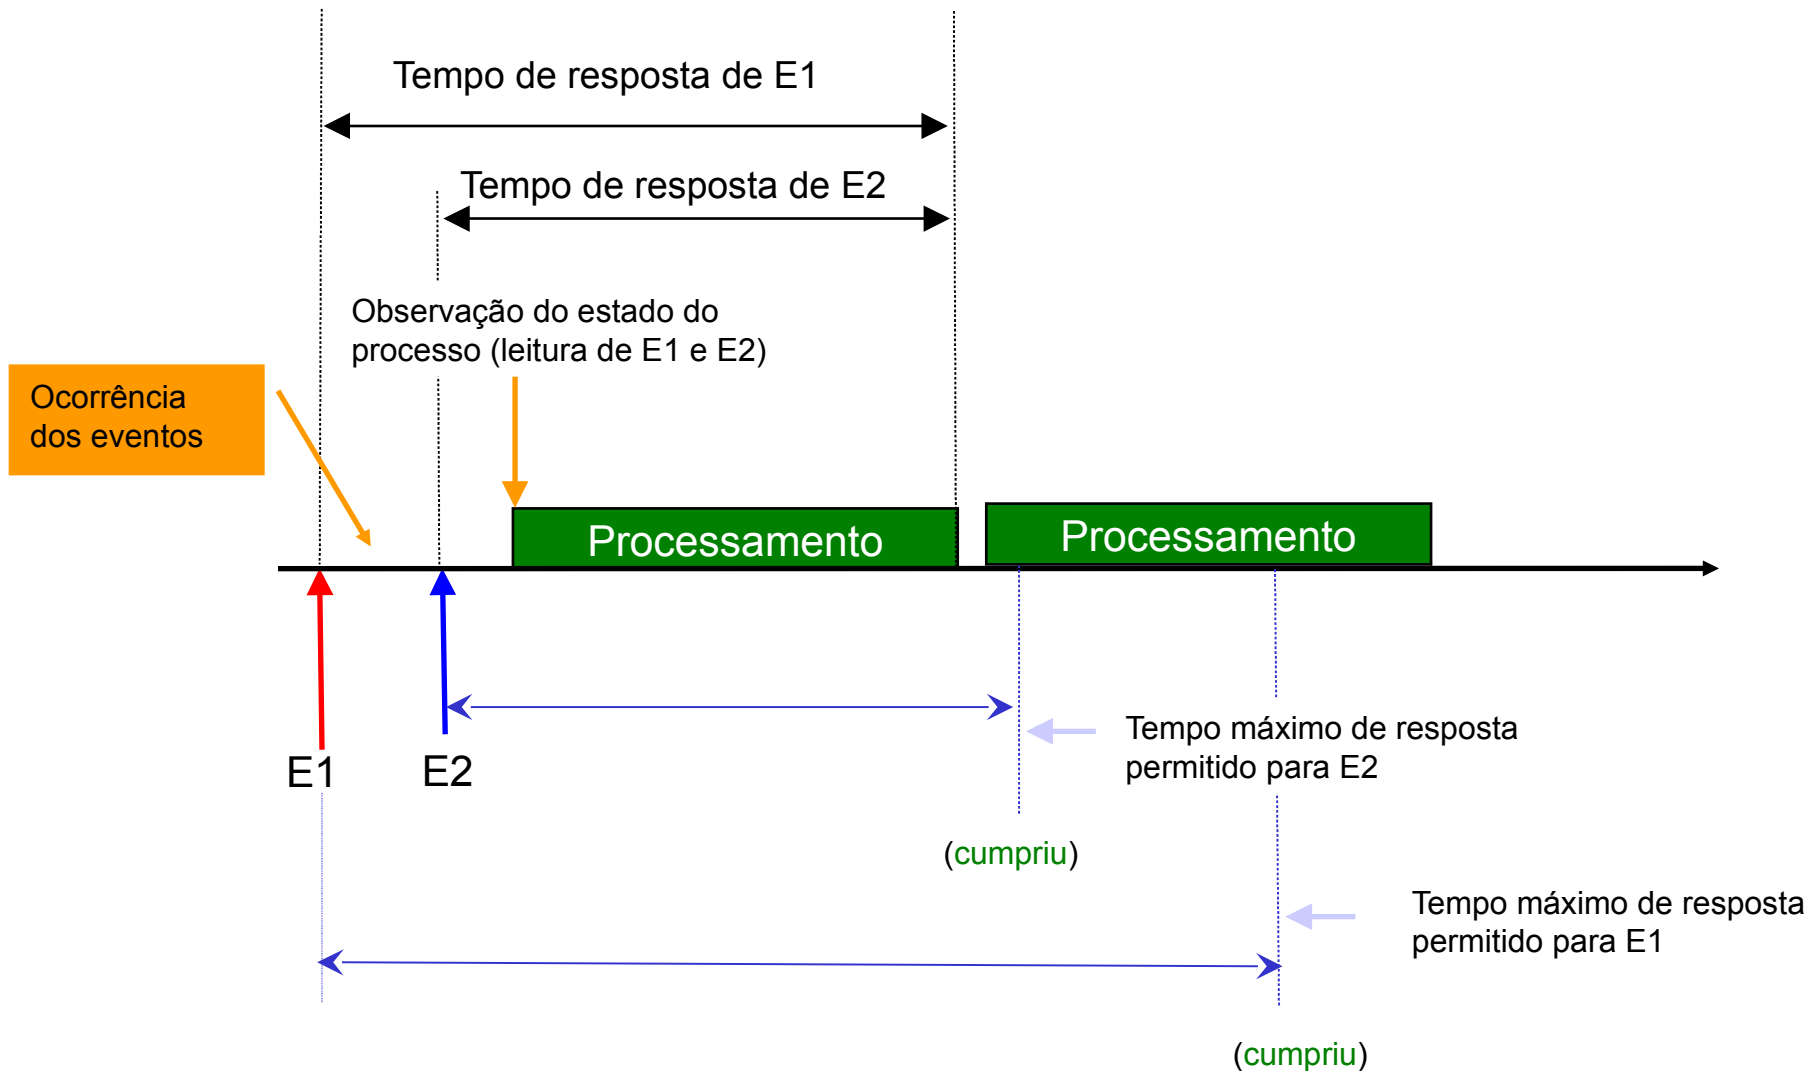 Tempo de resposta de E1
Tempo de resposta de E2
Observação do estado do
processo (leitura de E1 e E2)
Ocorrência
dos eventos
Processamento
Processamento
E1
E2
Tempo máximo de resposta
permitido para E2
(cumpriu)
Tempo máximo de resposta
permitido para E1
(cumpriu)